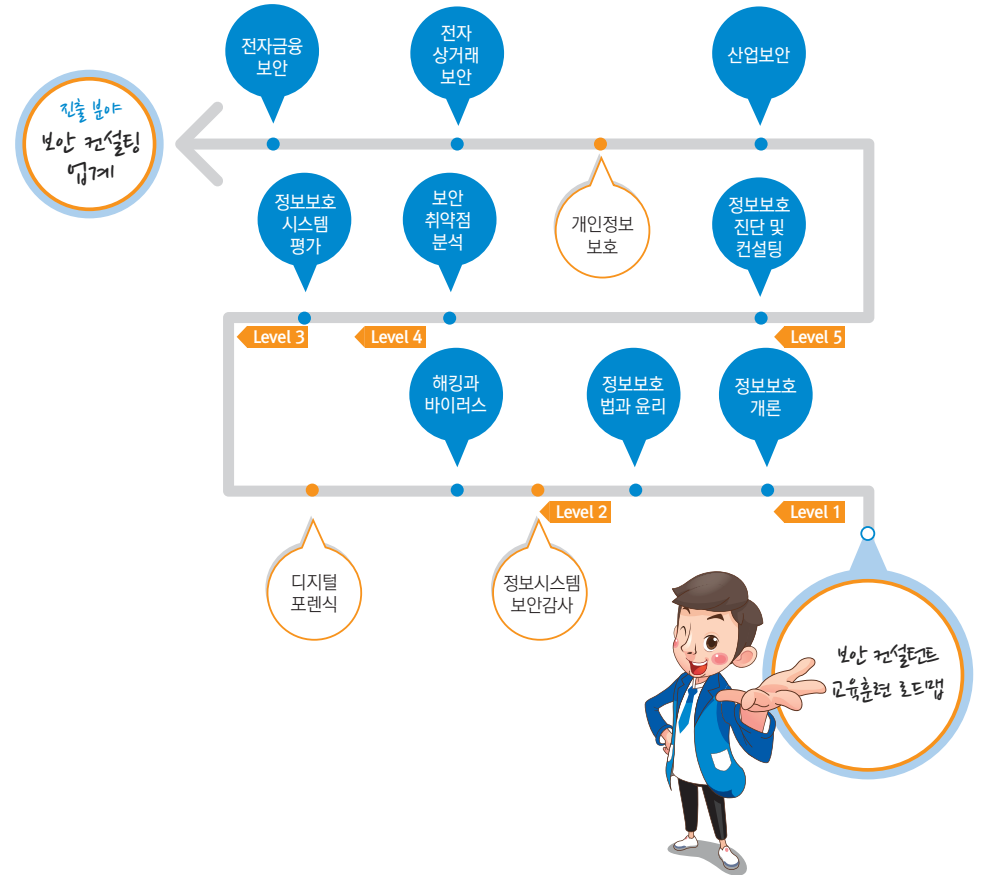 전자금융
보안
전자
상거래
보안
산업보안
진출 분야
보안 컨설팅
업계
정보보호
시스템
평가
보안
취약점
분석
개인정보
보호
정보보호
진단 및
컨설팅
Level 3
Level 4
Level 5
해킹과
바이러스
정보보호
법과 윤리
정보보호
개론
Level 2
Level 1
디지털
포렌식
정보시스템
보안감사
보안 컨설턴트
교육훈련 로드맵